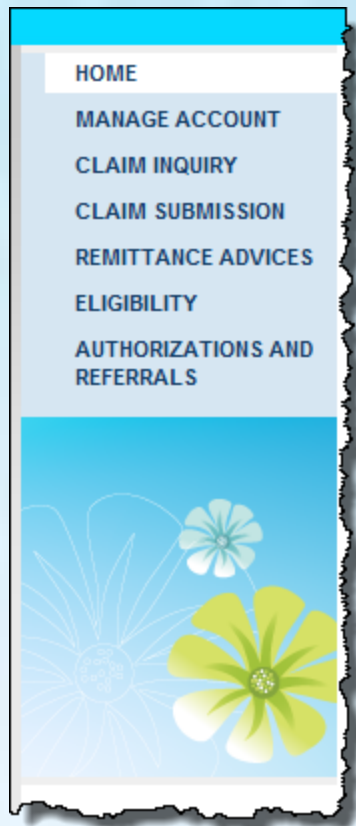 HOME
MANAGE ACCOUNT
CLAIM INQUIRY
CLAIM SUBMISSION
REMITTANCE ADVICES
ELIGIBILITY
AUTHORIZATIONS AND
REFERRALS